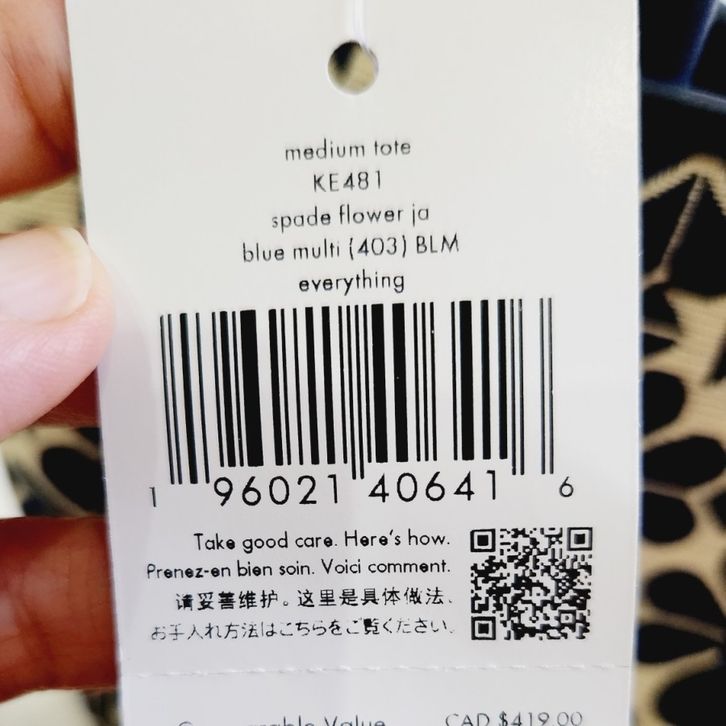 medium tote
KE481
spade flower ja
blue multi (403) BLM
everything
1 96021 40641 6
Take good care. Here's how.
Prenez-en bien soin. Voici comment.
请妥善维护。这里是具体做法、
お手入れ方法はこちらをご覧ください。
Value CAD $419.00